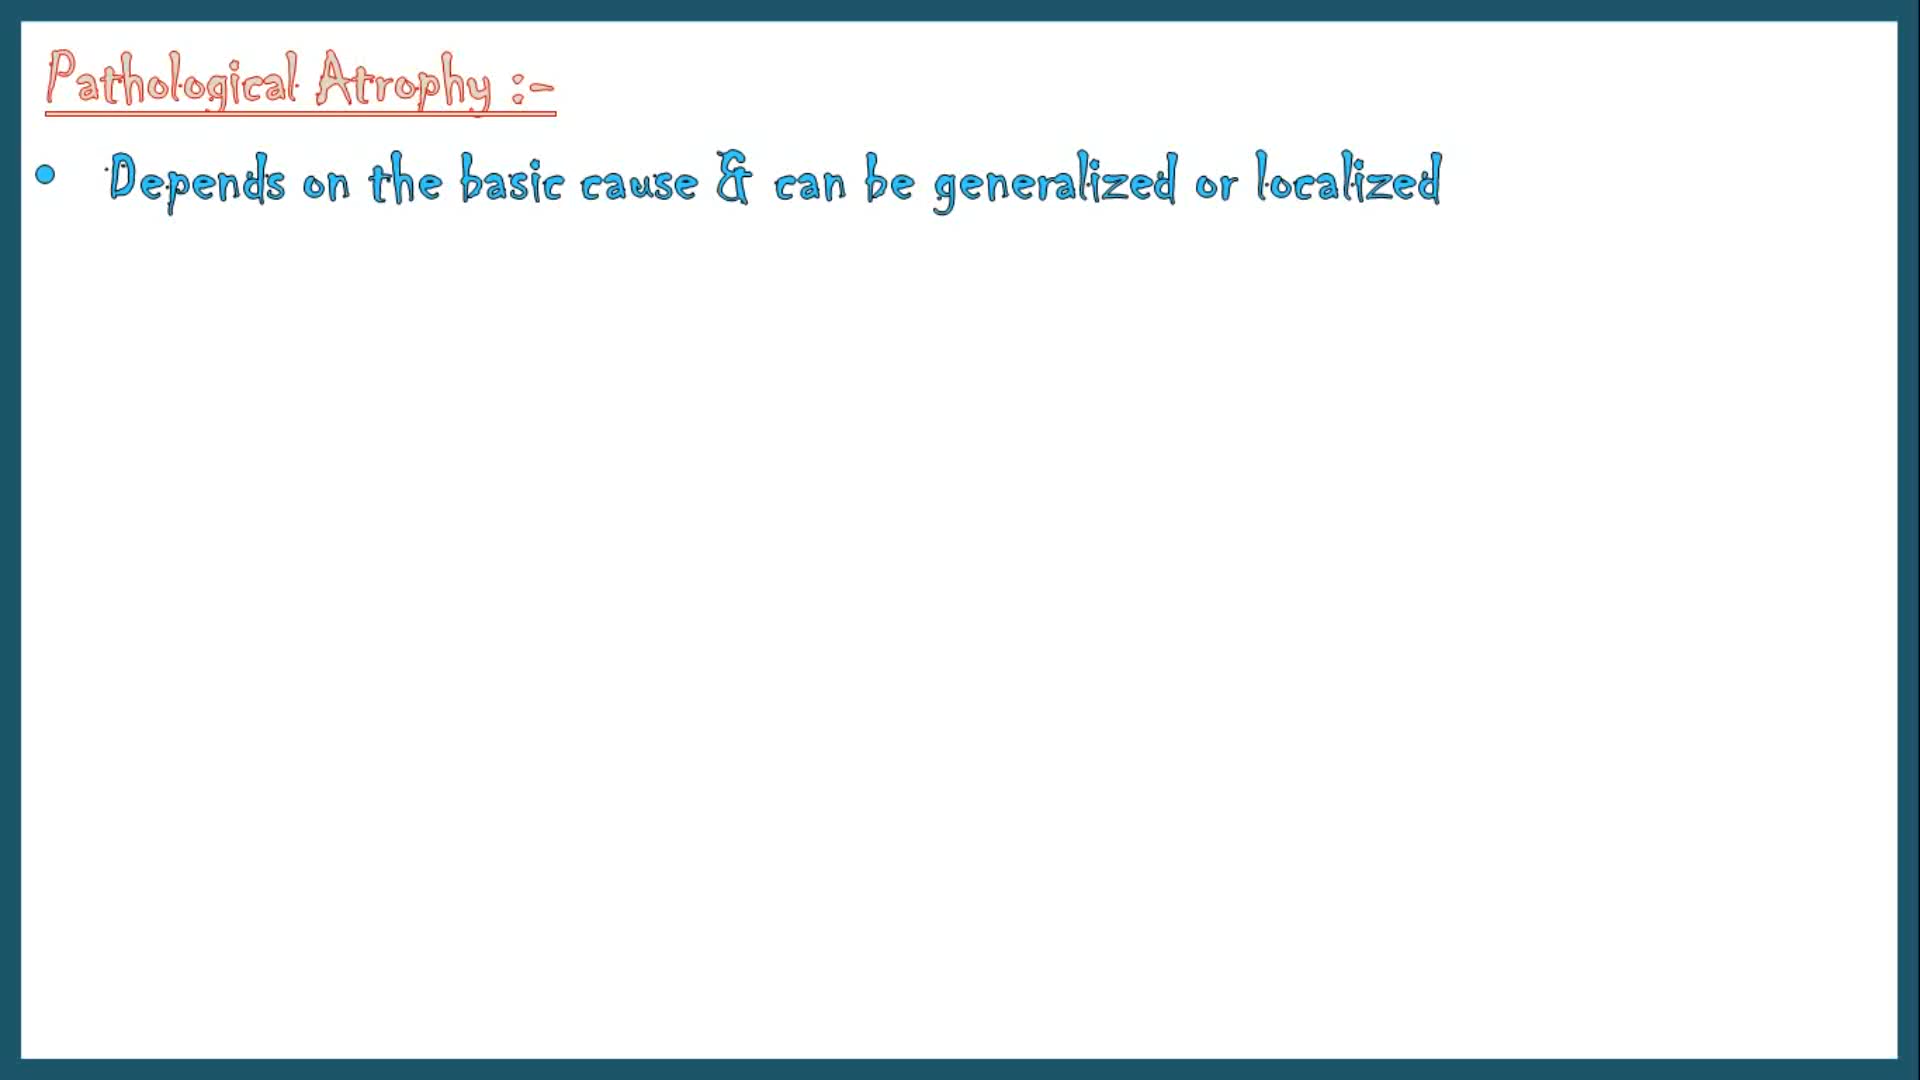 Pathological Atrophy :-
• Depends on the basic cause & can be generalized or localized